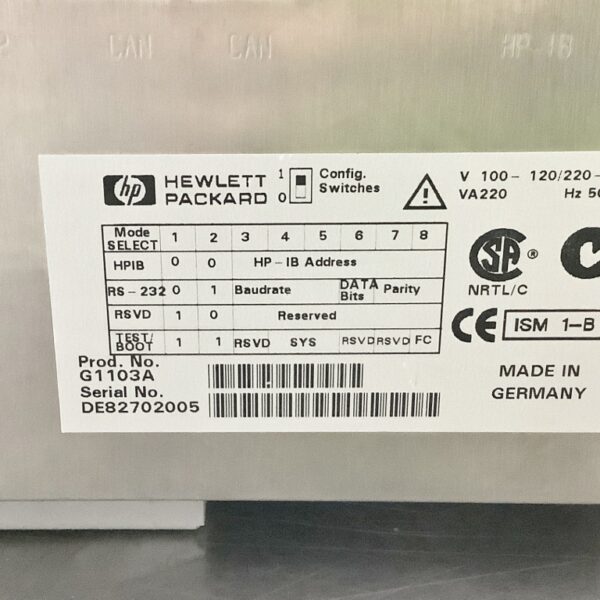 CAN CAN HP-IB
hp HEWLETT PACKARD 1 0 Config. Switches
V 100 - 120/220-
VA220 Hz 50
Mode SELECT 1 2 3 4 5 6 7 8
HPIB 0 0 HP - IB Address
RS - 232 0 1 Baudrate DATA Bits Parity
RSVD 1 0 Reserved
TEST/ BOOT 1 1 RSVD SYS RSVD RSVD FC
Prod. No.
G1103A
Serial No.
DE82702005
SA ®
NRTL/C
CE ISM 1-B
MADE IN
GERMANY